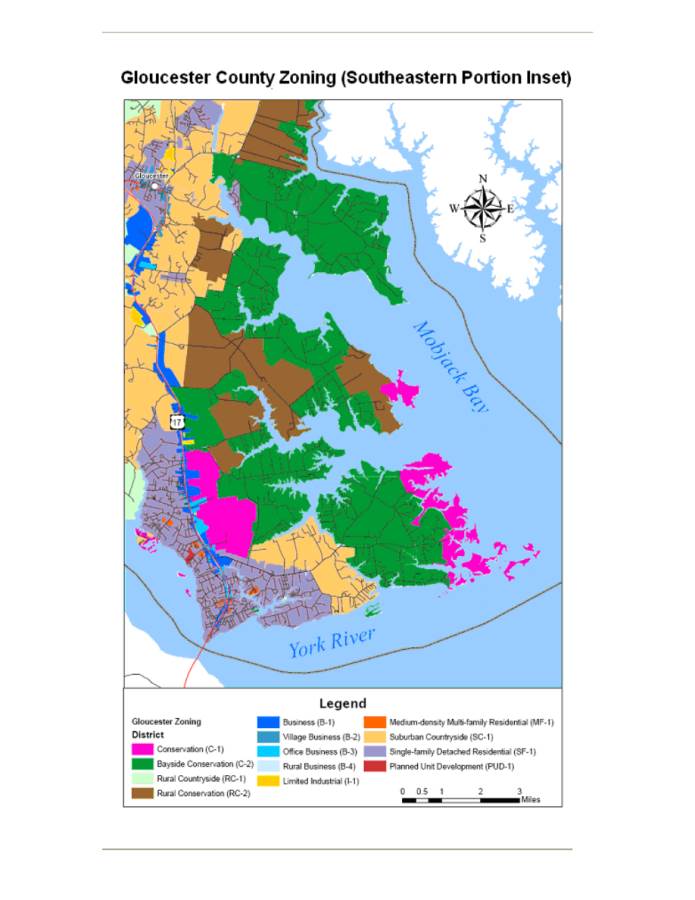 Gloucester County Zoning (Southeastern Portion Inset)
Gloucester
N
W
E
S
Mobjack Bay
17
York River
Legend
Gloucester Zoning
District
Conservation (C-1)
Bayside Conservation (C-2)
Rural Countryside (RC-1)
Rural Conservation (RC-2)
Business (B-1)
Village Business (B-2)
Office Business (B-3)
Rural Business (B-4)
Limited Industrial (I-1)
Medium-density Multi-family Residential (MF-1)
Suburban Countryside (SC-1)
Single-family Detached Residential (SF-1)
Planned Unit Development (PUD-1)
0 0.5 1 2 3
Miles